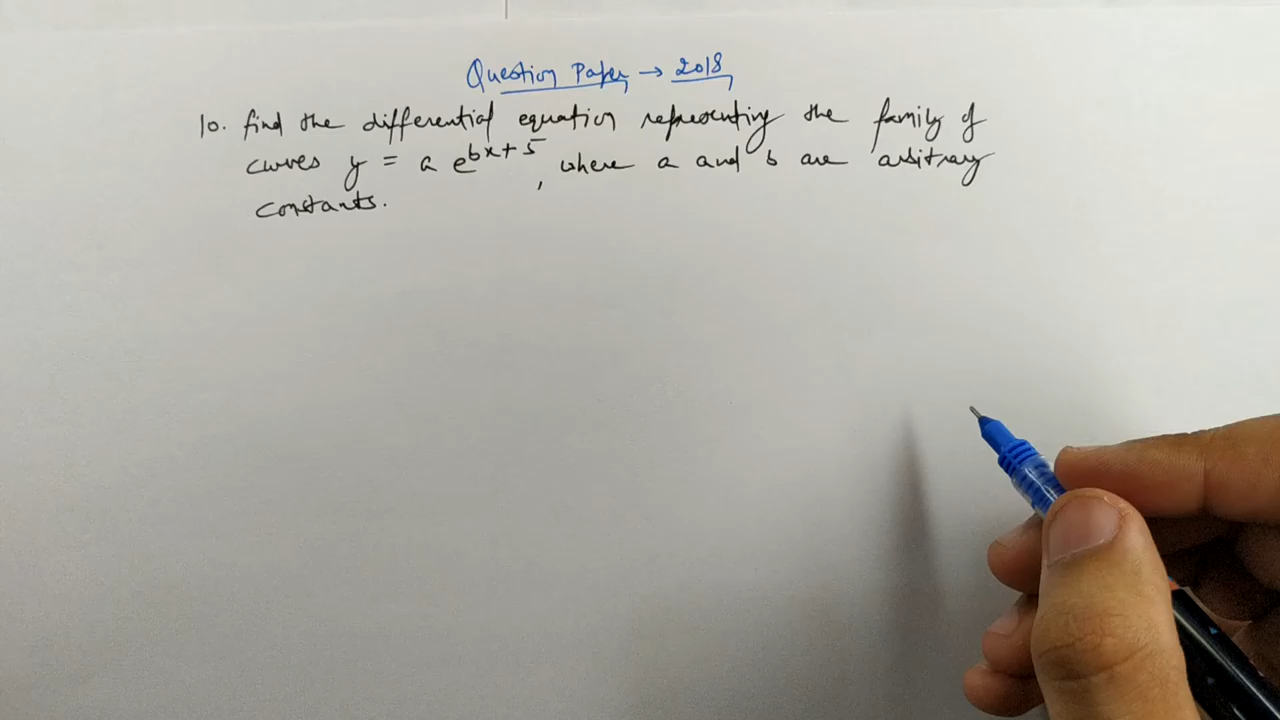 Question Paper → 2018
10. find the differential equation representing the family of
curves y = a e^{bx+5}, where a and b are arbitrary
constants.